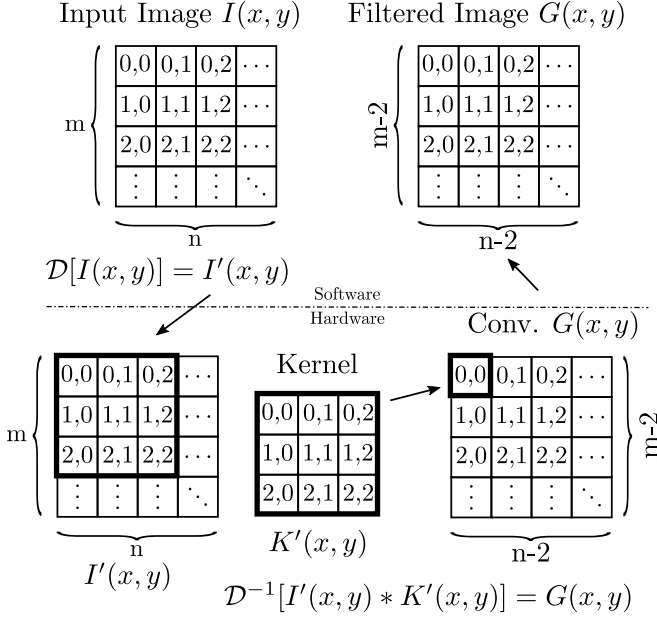 Input Image I(x, y)
Filtered Image G(x, y)
m
0,0 0,1 0,2 ⋯
1,0 1,1 1,2 ⋯
2,0 2,1 2,2 ⋯
⋮ ⋮ ⋮ ⋱
n
m-2
0,0 0,1 0,2 ⋯
1,0 1,1 1,2 ⋯
2,0 2,1 2,2 ⋯
⋮ ⋮ ⋮ ⋱
n-2
𝒟[I(x, y)] = I′(x, y)
Software
Hardware
m
0,0 0,1 0,2 ⋯
1,0 1,1 1,2 ⋯
2,0 2,1 2,2 ⋯
⋮ ⋮ ⋮ ⋱
n
I′(x, y)
Kernel
0,0 0,1 0,2
1,0 1,1 1,2
2,0 2,1 2,2
K′(x, y)
Conv. G(x, y)
0,0 0,1 0,2 ⋯
1,0 1,1 1,2 ⋯
2,0 2,1 2,2 ⋯
⋮ ⋮ ⋮ ⋱
m-2
n-2
𝒟⁻¹[I′(x, y) ∗ K′(x, y)] = G(x, y)